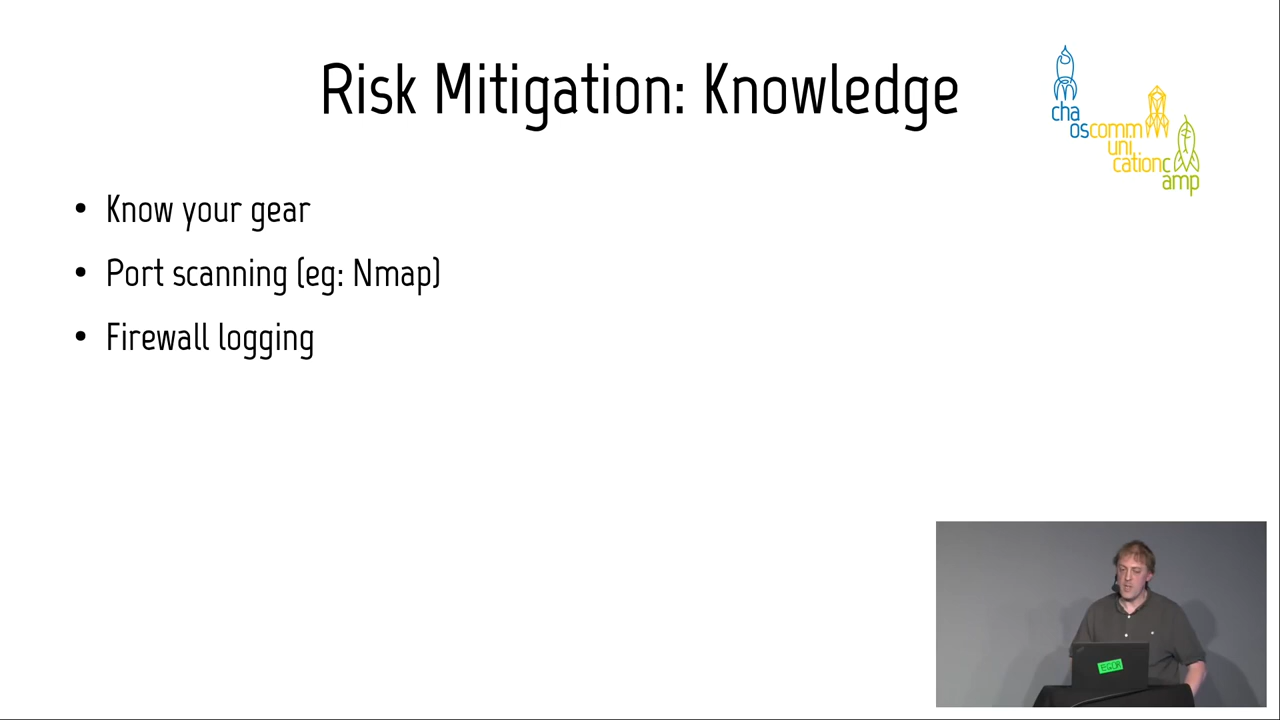 Risk Mitigation: Knowledge
cha
oscomm
uni
cationc
amp
• Know your gear
• Port scanning (eg: Nmap)
• Firewall logging